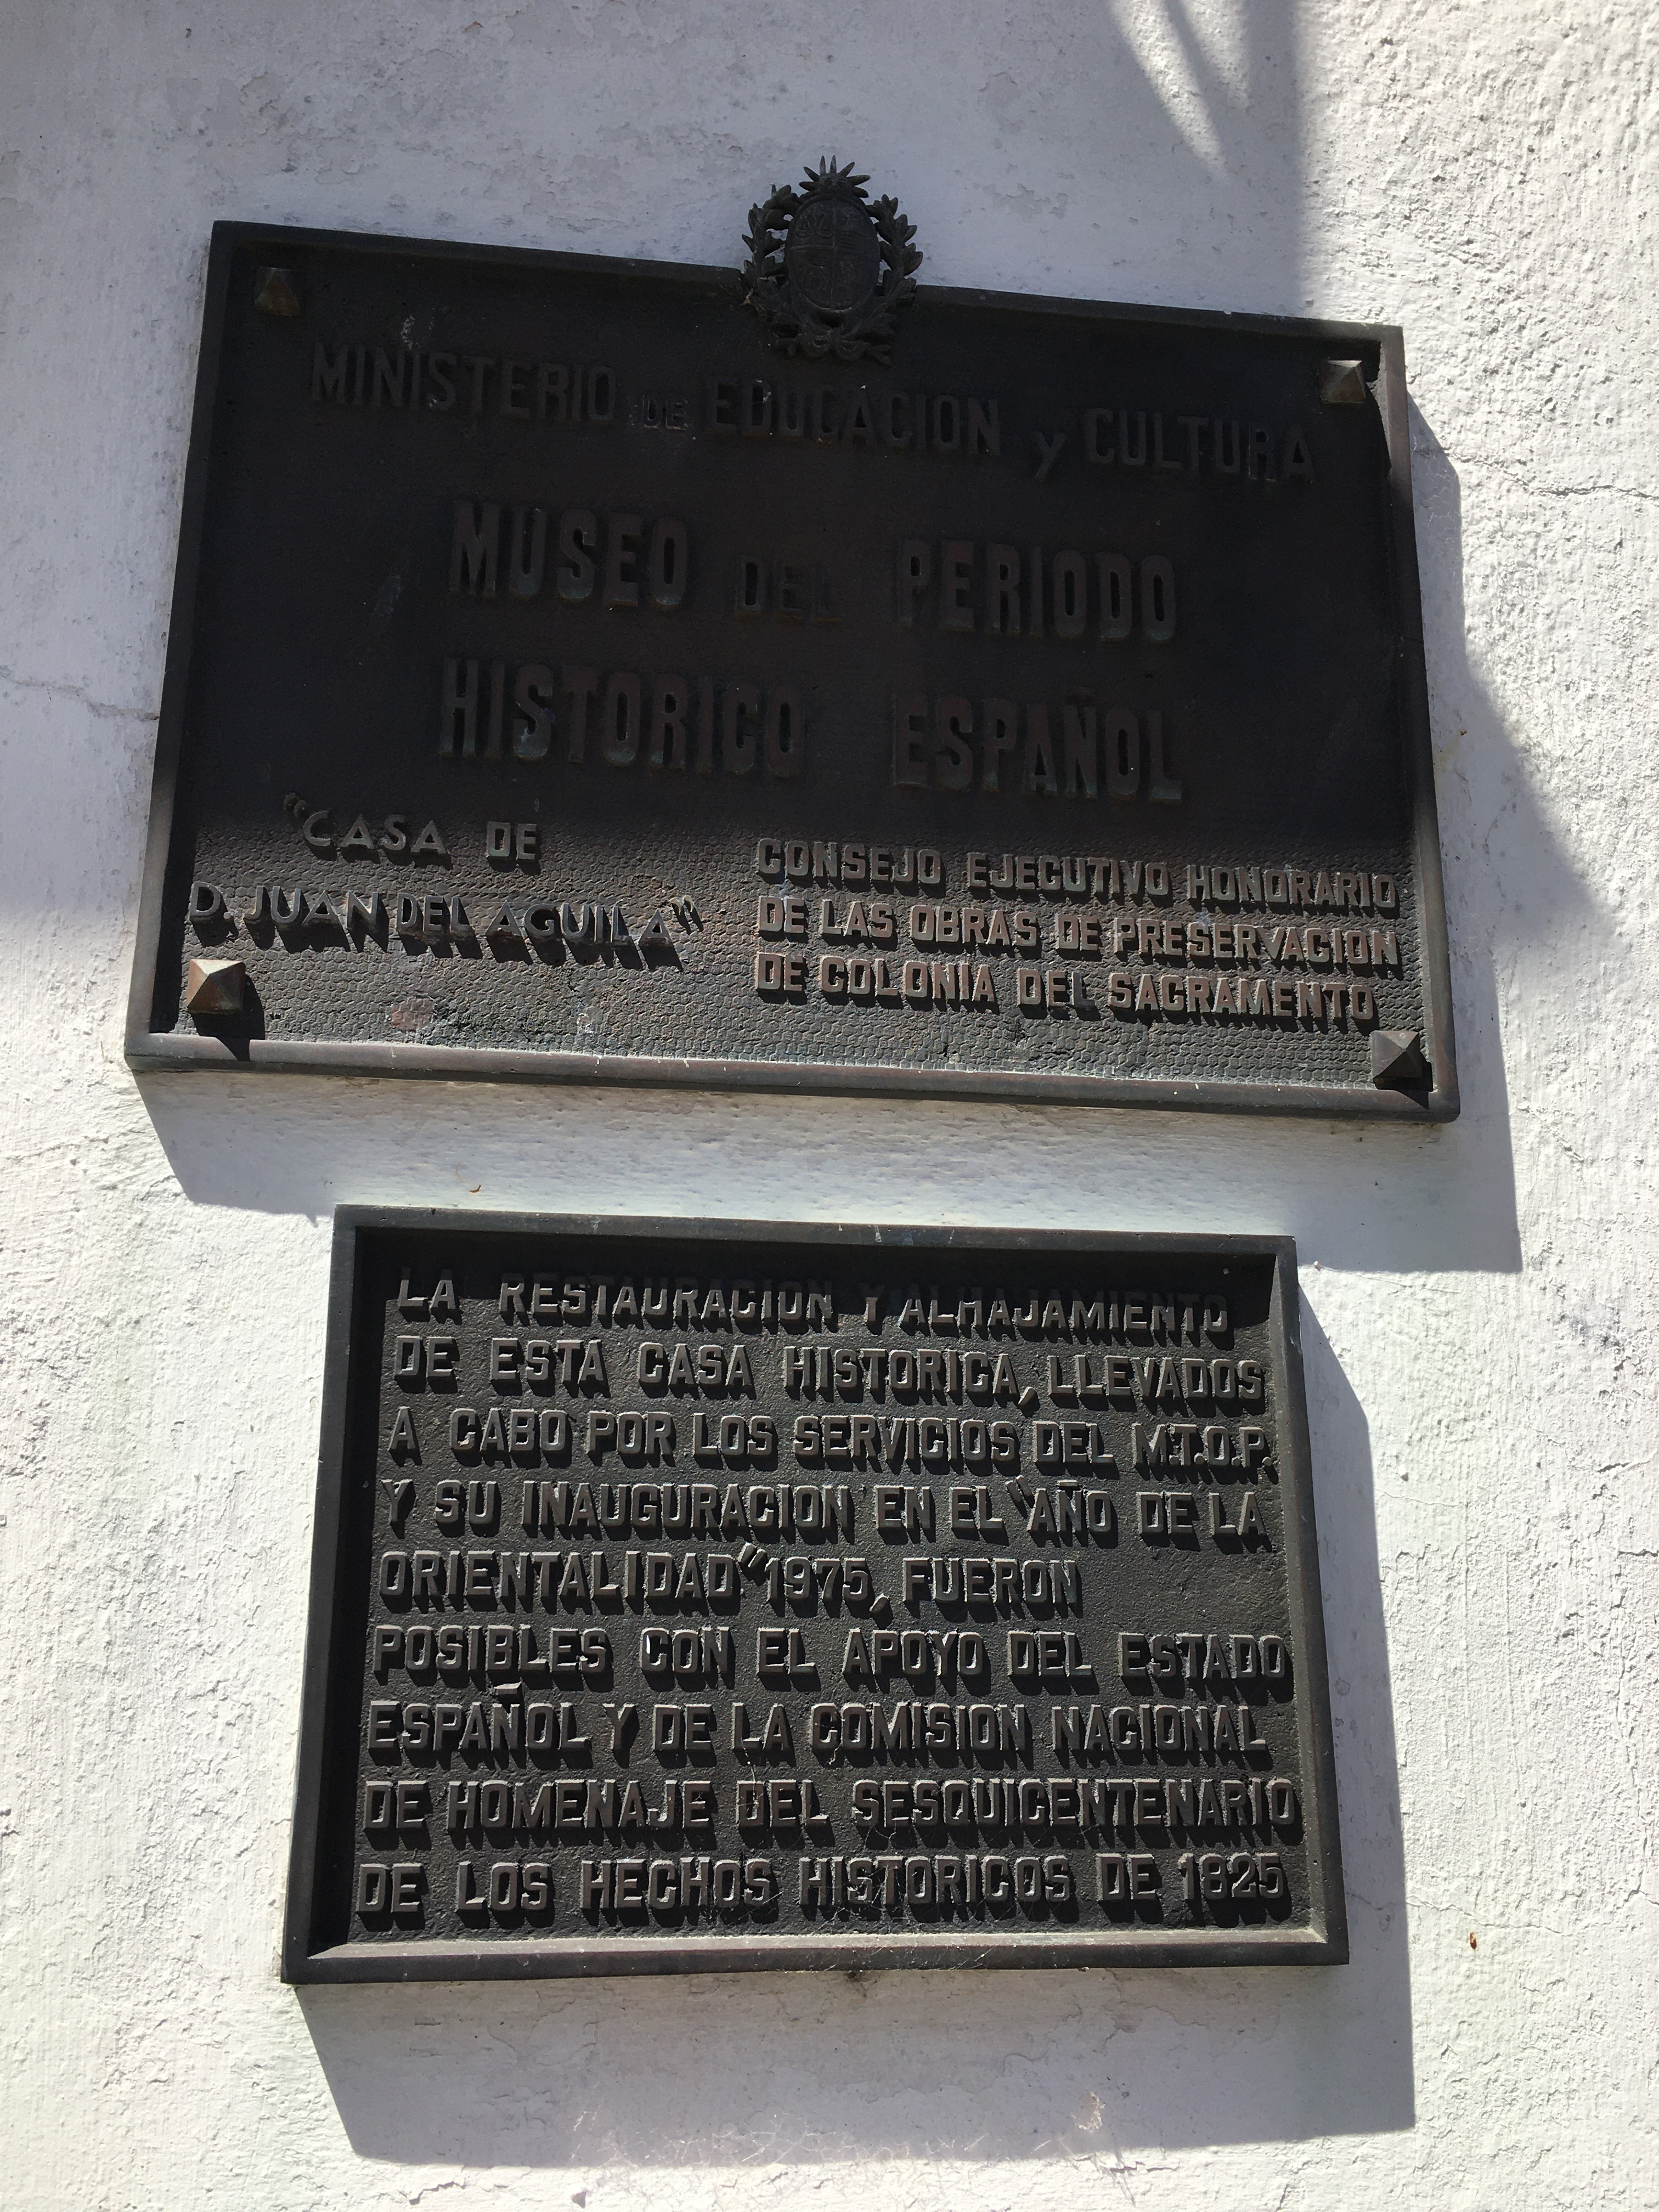 MINISTERIO DE EDUCACION y CULTURA
MUSEO DEL PERIODO
HISTORICO ESPAÑOL
"CASA DE
D. JUAN DEL AGUILA"
CONSEJO EJECUTIVO HONORARIO
DE LAS OBRAS DE PRESERVACION
DE COLONIA DEL SACRAMENTO
LA RESTAURACION Y ALHAJAMIENTO
DE ESTA CASA HISTORICA, LLEVADOS
A CABO POR LOS SERVICIOS DEL M.T.O.P.
Y SU INAUGURACION EN EL "AÑO DE LA
ORIENTALIDAD" 1975, FUERON
POSIBLES CON EL APOYO DEL ESTADO
ESPAÑOL Y DE LA COMISION NACIONAL
DE HOMENAJE DEL SESQUICENTENARIO
DE LOS HECHOS HISTORICOS DE 1825